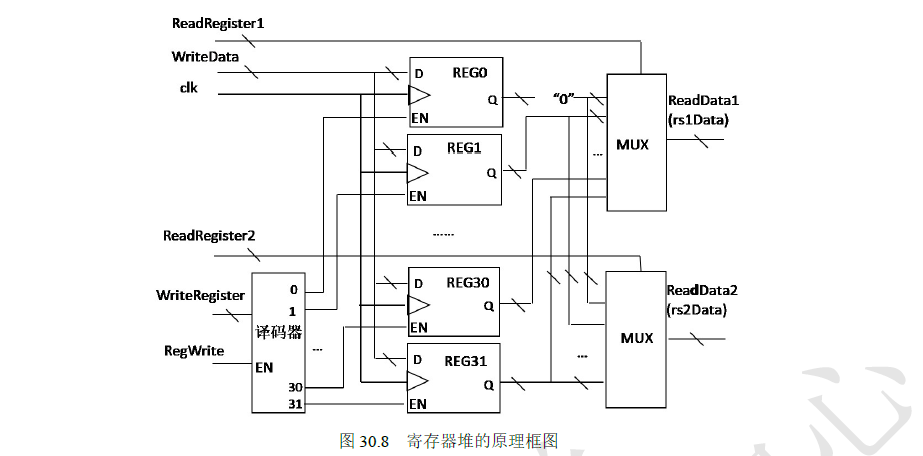 ReadRegister1
WriteData
clk
D
REG0
Q
EN
"0"
MUX
ReadData1
(rs1Data)
...
D
REG1
Q
EN
......
ReadRegister2
WriteRegister
RegWrite
译码器
EN
0
1
...
30
31
D
REG30
Q
EN
D
REG31
Q
EN
MUX
...
ReadData2
(rs2Data)
图 30.8 寄存器堆的原理框图
心